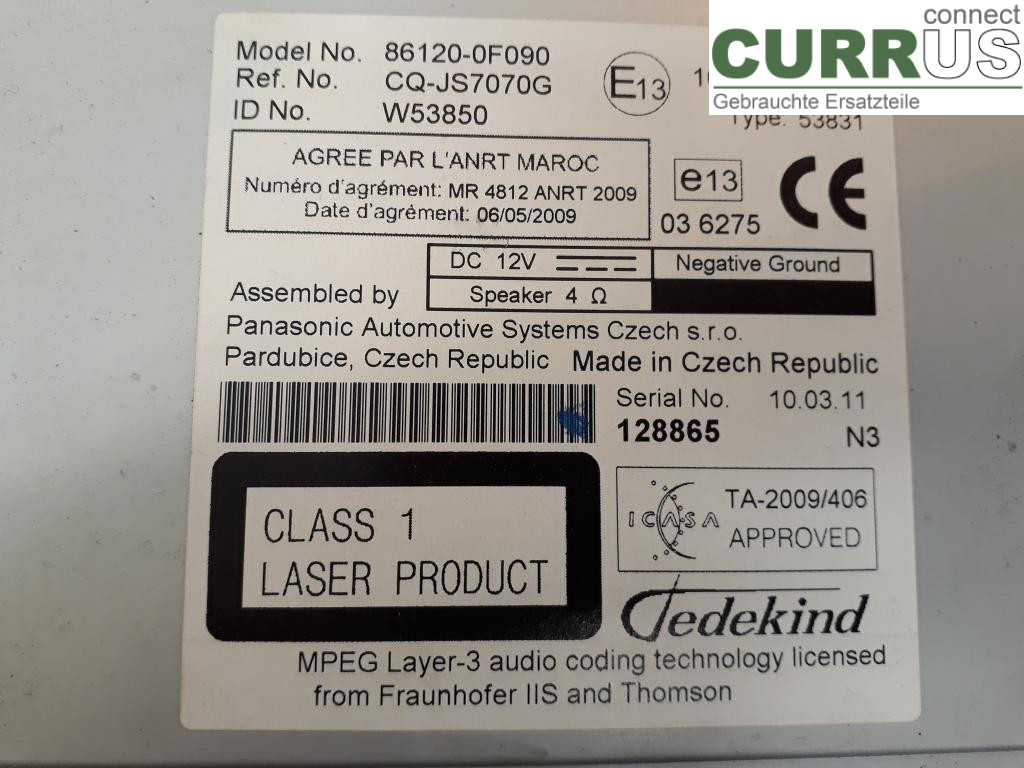 connect
CURRUS
Gebrauchte Ersatzteile
Model No. 86120-0F090
Ref. No. CQ-JS7070G
ID No. W53850
E13
Type: 53831
AGREE PAR L'ANRT MAROC
Numéro d'agrément: MR 4812 ANRT 2009
Date d'agrément: 06/05/2009
e13
03 6275
CE
DC 12V
Negative Ground
Speaker 4 Ω
Assembled by
Panasonic Automotive Systems Czech s.r.o.
Pardubice, Czech Republic Made in Czech Republic
Serial No. 10.03.11
128865 N3
CLASS 1
LASER PRODUCT
ICASA
TA-2009/406
APPROVED
Tedekind
MPEG Layer-3 audio coding technology licensed
from Fraunhofer IIS and Thomson